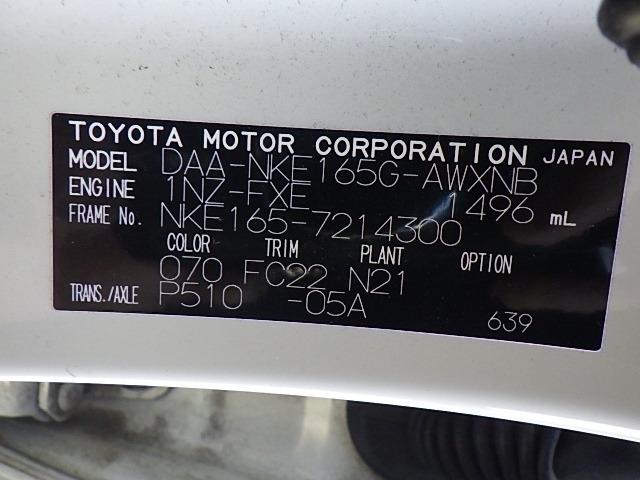 TOYOTA MOTOR CORPORATION JAPAN
MODEL DAA-NKE165G-AWXNB
ENGINE 1NZ-FXE 1496 mL
FRAME No. NKE165-7214300
COLOR TRIM PLANT OPTION
070 FC22 N21
TRANS./AXLE P510 -05A
639